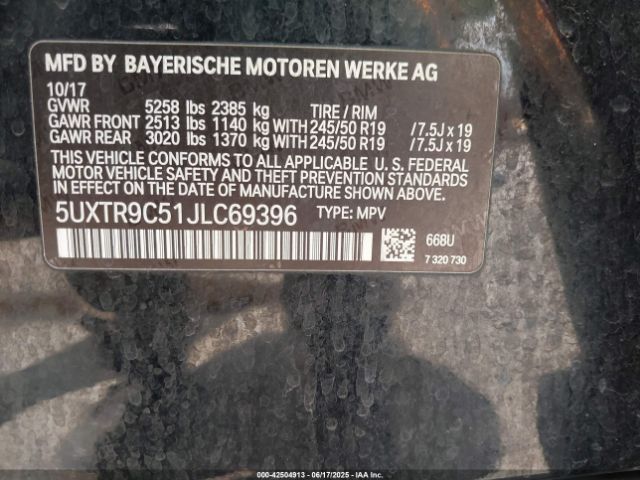 MFD BY BAYERISCHE MOTOREN WERKE AG
10/17
GVWR 5258 lbs 2385 kg TIRE / RIM
GAWR FRONT 2513 lbs 1140 kg WITH 245/50 R19 / 7.5J x 19
GAWR REAR 3020 lbs 1370 kg WITH 245/50 R19 / 7.5J x 19
THIS VEHICLE CONFORMS TO ALL APPLICABLE U. S. FEDERAL
MOTOR VEHICLE SAFETY AND THEFT PREVENTION STANDARDS
IN EFFECT ON THE DATE OF MANUFACTURE SHOWN ABOVE.
5UXTR9C51JLC69396 TYPE: MPV
668U
7 320 730
000-42504913 - 06/17/2025 - IAA Inc.